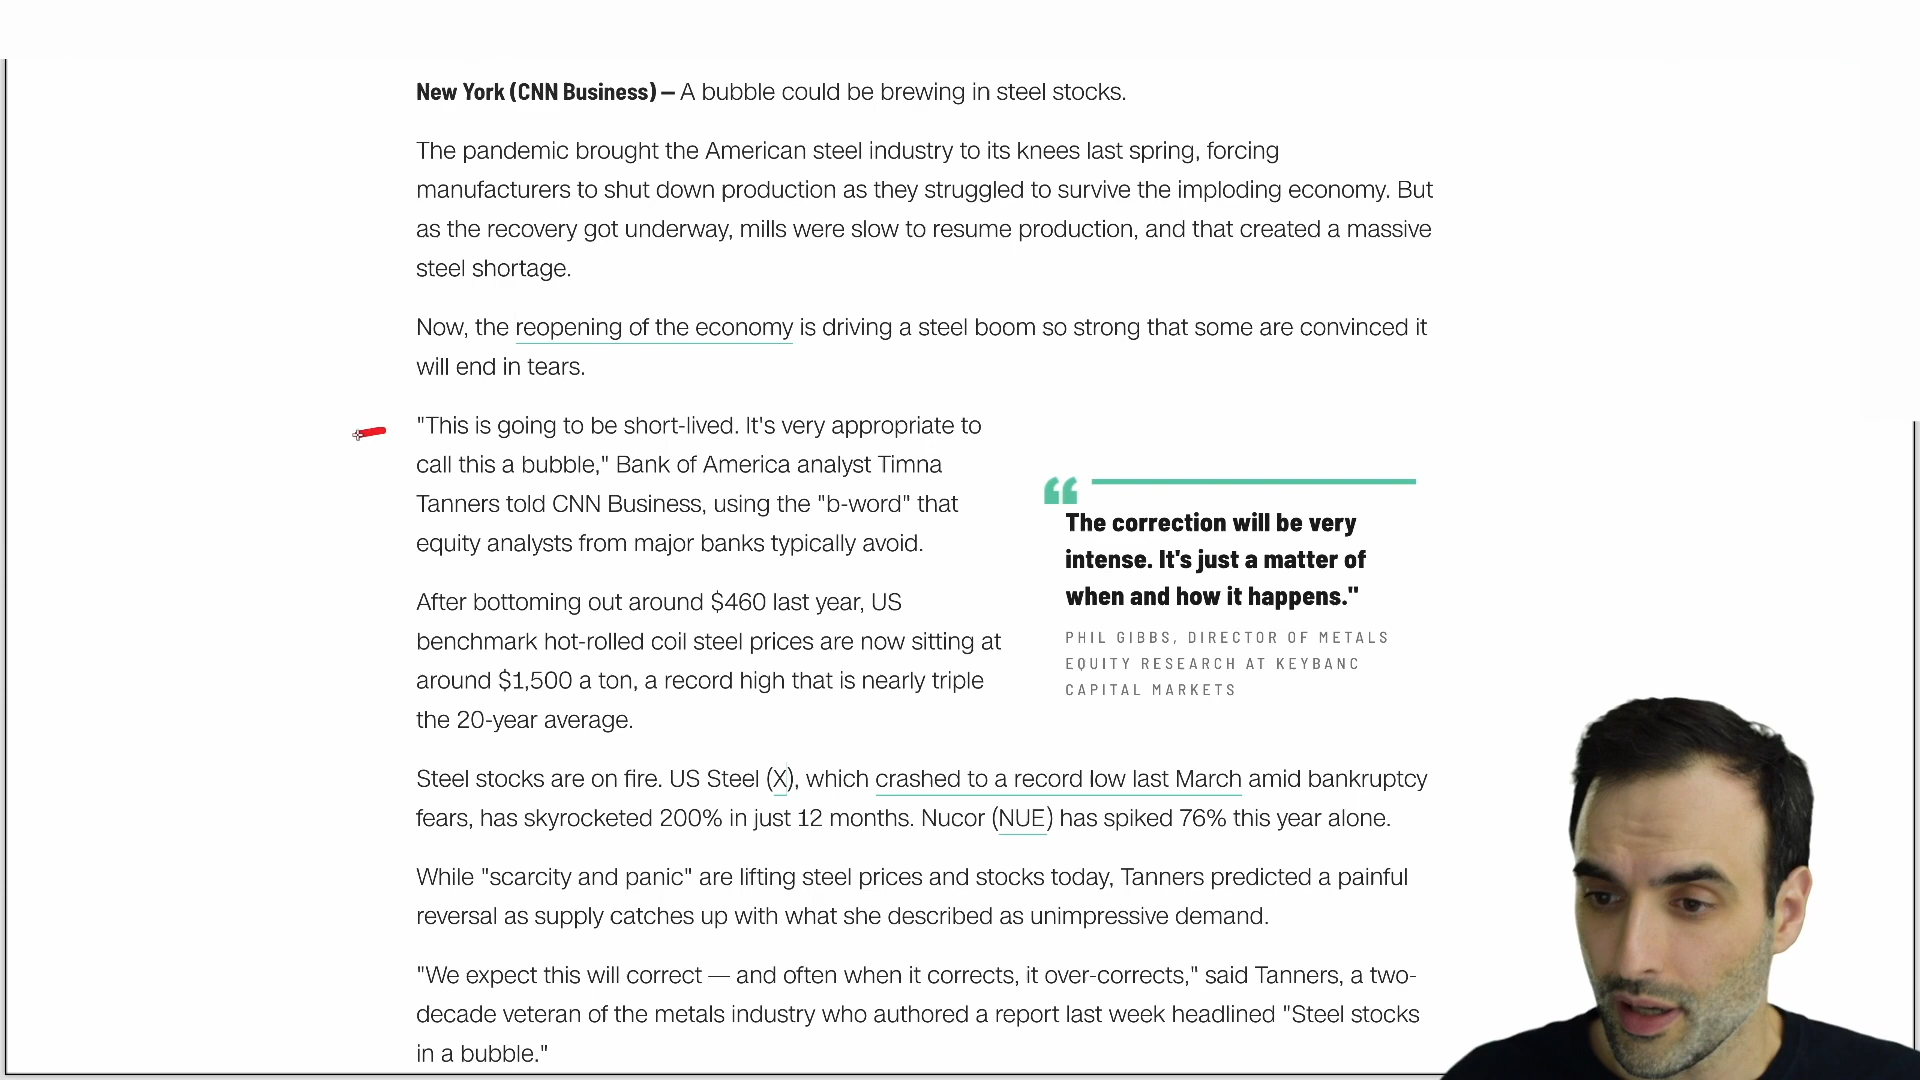 New York (CNN Business) — A bubble could be brewing in steel stocks.
The pandemic brought the American steel industry to its knees last spring, forcing
manufacturers to shut down production as they struggled to survive the imploding economy. But
as the recovery got underway, mills were slow to resume production, and that created a massive
steel shortage.
Now, the reopening of the economy is driving a steel boom so strong that some are convinced it
will end in tears.
"This is going to be short-lived. It's very appropriate to
call this a bubble," Bank of America analyst Timna
Tanners told CNN Business, using the "b-word" that
equity analysts from major banks typically avoid.
“
The correction will be very
intense. It's just a matter of
when and how it happens."
PHIL GIBBS, DIRECTOR OF METALS
EQUITY RESEARCH AT KEYBANC
CAPITAL MARKETS
After bottoming out around $460 last year, US
benchmark hot-rolled coil steel prices are now sitting at
around $1,500 a ton, a record high that is nearly triple
the 20-year average.
Steel stocks are on fire. US Steel (X), which crashed to a record low last March amid bankruptcy
fears, has skyrocketed 200% in just 12 months. Nucor (NUE) has spiked 76% this year alone.
While "scarcity and panic" are lifting steel prices and stocks today, Tanners predicted a painful
reversal as supply catches up with what she described as unimpressive demand.
"We expect this will correct — and often when it corrects, it over-corrects," said Tanners, a two-
decade veteran of the metals industry who authored a report last week headlined "Steel stocks
in a bubble."